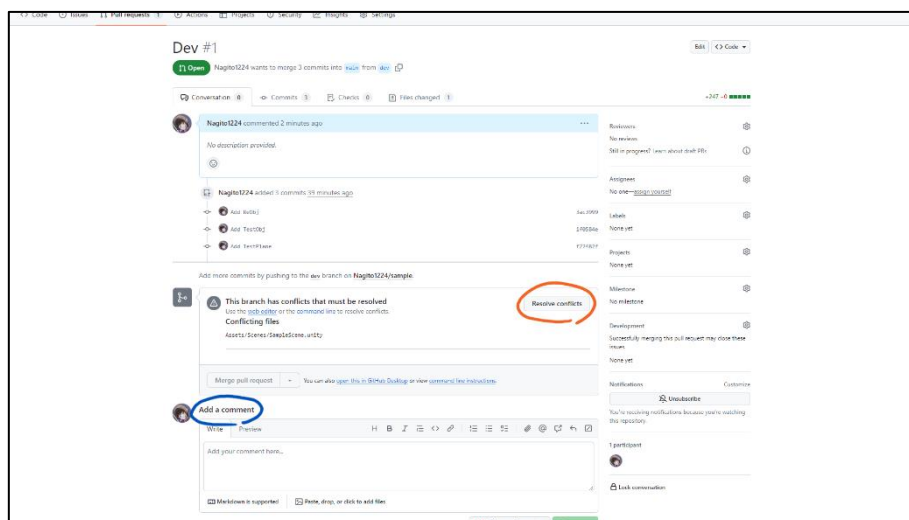 Code Issues Pull requests 1 Actions Projects Security Insights Settings
Dev #1
Edit <> Code
Open Nagito1224 wants to merge 3 commits into main from dev
Conversation 0 Commits 3 Checks 0 Files changed 1
+247 -0
Nagito1224 commented 2 minutes ago
No description provided.
Nagito1224 added 3 commits 39 minutes ago
Add TestObj
Add TestPlane
Add more commits by pushing to the dev branch on Nagito1224/sample.
This branch has conflicts that must be resolved
Use the web editor or the command line to resolve conflicts.
Conflicting files
Assets/Scenes/SampleScene.unity
Resolve conflicts
Merge pull request
You can also open this in GitHub Desktop or view command line instructions.
Add a comment
Write Preview
H B I
Add your comment here...
Markdown is supported
Paste, drop, or click to add files
Reviewers
No reviews
Still in progress? Learn about draft PRs
Assignees
No one—assign yourself
Labels
None yet
Projects
None yet
Milestone
No milestone
Development
Successfully merging this pull request may close these
issues.
None yet
Notifications Customize
Unsubscribe
You're receiving notifications because you're watching
this repository.
1 participant
Lock conversation